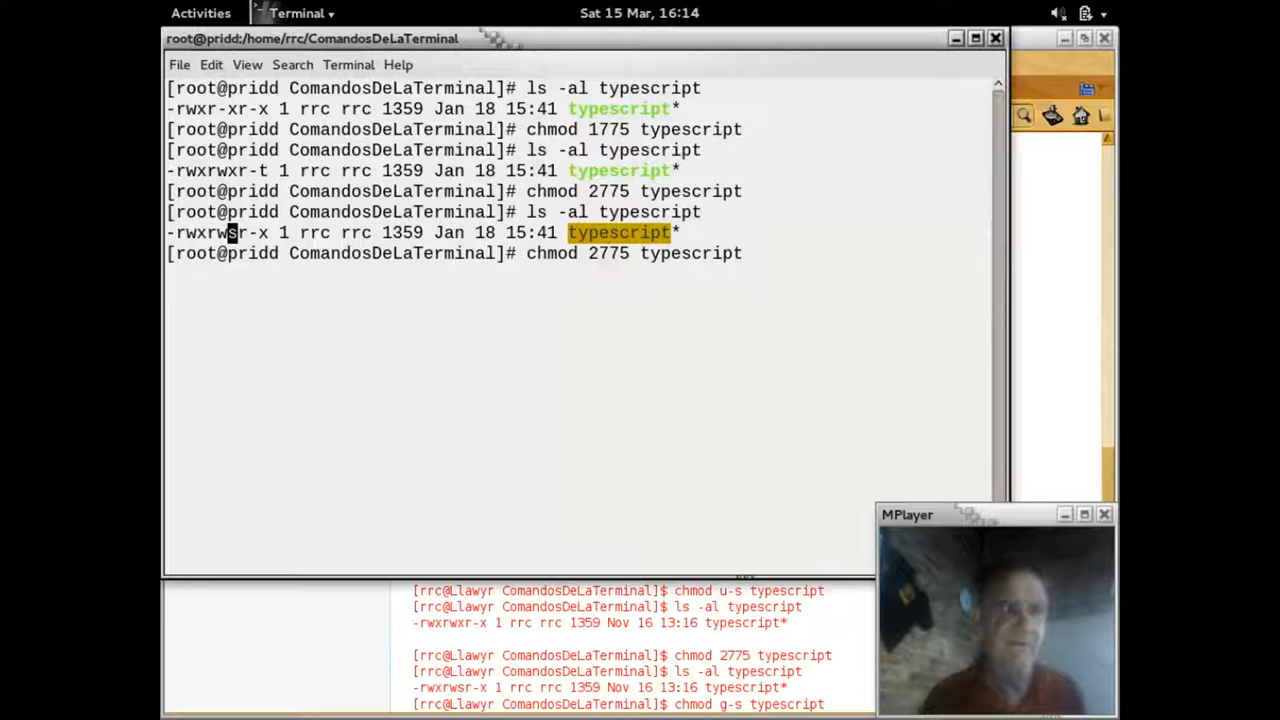 Activities Terminal Sat 15 Mar, 16:14
root@pridd:/home/rrc/ComandosDeLaTerminal
File Edit View Search Terminal Help
[root@pridd ComandosDeLaTerminal]# ls -al typescript
-rwxr-xr-x 1 rrc rrc 1359 Jan 18 15:41 typescript*
[root@pridd ComandosDeLaTerminal]# chmod 1775 typescript
[root@pridd ComandosDeLaTerminal]# ls -al typescript
-rwxrwxr-t 1 rrc rrc 1359 Jan 18 15:41 typescript*
[root@pridd ComandosDeLaTerminal]# chmod 2775 typescript
[root@pridd ComandosDeLaTerminal]# ls -al typescript
-rwxrwsr-x 1 rrc rrc 1359 Jan 18 15:41 typescript*
[root@pridd ComandosDeLaTerminal]# chmod 2775 typescript
MPlayer
[rrc@Llawyr ComandosDeLaTerminal]$ chmod u-s typescript
[rrc@Llawyr ComandosDeLaTerminal]$ ls -al typescript
-rwxrwxr-x 1 rrc rrc 1359 Nov 16 13:16 typescript*
[rrc@Llawyr ComandosDeLaTerminal]$ chmod 2775 typescript
[rrc@Llawyr ComandosDeLaTerminal]$ ls -al typescript
-rwxrwsr-x 1 rrc rrc 1359 Nov 16 13:16 typescript*
[rrc@Llawyr ComandosDeLaTerminal]$ chmod g-s typescript